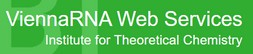 ViennaRNA Web Services
Institute for Theoretical Chemistry